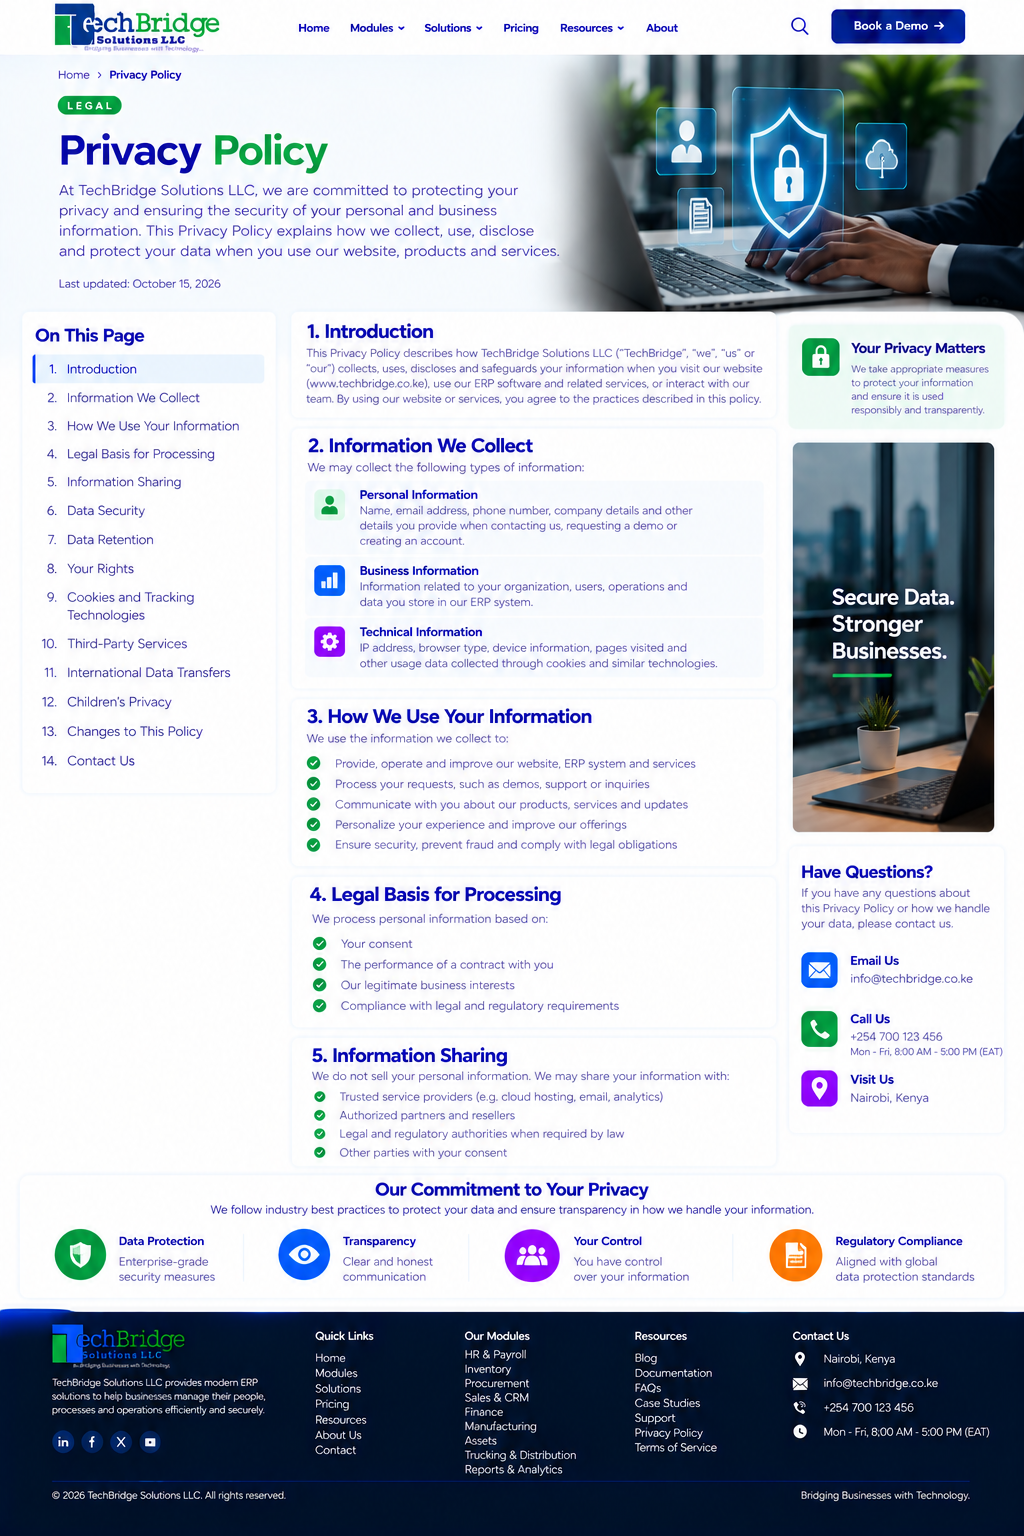 TechBridge
Solutions LLC
Bridging Businesses with Technology...
Home
Modules
Solutions
Pricing
Resources
About
Book a Demo →
Home > Privacy Policy
LEGAL
Privacy Policy
At TechBridge Solutions LLC, we are committed to protecting your
privacy and ensuring the security of your personal and business
information. This Privacy Policy explains how we collect, use, disclose
and protect your data when you use our website, products and services.
Last updated: October 15, 2026
On This Page
1. Introduction
2. Information We Collect
3. How We Use Your Information
4. Legal Basis for Processing
5. Information Sharing
6. Data Security
7. Data Retention
8. Your Rights
9. Cookies and Tracking
Technologies
10. Third-Party Services
11. International Data Transfers
12. Children's Privacy
13. Changes to This Policy
14. Contact Us
1. Introduction
This Privacy Policy describes how TechBridge Solutions LLC ("TechBridge", "we", "us" or
"our") collects, uses, discloses and safeguards your information when you visit our website
(www.techbridge.co.ke), use our ERP software and related services, or interact with our
team. By using our website or services, you agree to the practices described in this policy.
2. Information We Collect
We may collect the following types of information:
Personal Information
Name, email address, phone number, company details and other
details you provide when contacting us, requesting a demo or
creating an account.
Business Information
Information related to your organization, users, operations and
data you store in our ERP system.
Technical Information
IP address, browser type, device information, pages visited and
other usage data collected through cookies and similar technologies.
3. How We Use Your Information
We use the information we collect to:
Provide, operate and improve our website, ERP system and services
Process your requests, such as demos, support or inquiries
Communicate with you about our products, services and updates
Personalize your experience and improve our offerings
Ensure security, prevent fraud and comply with legal obligations
4. Legal Basis for Processing
We process personal information based on:
Your consent
The performance of a contract with you
Our legitimate business interests
Compliance with legal and regulatory requirements
5. Information Sharing
We do not sell your personal information. We may share your information with:
Trusted service providers (e.g. cloud hosting, email, analytics)
Authorized partners and resellers
Legal and regulatory authorities when required by law
Other parties with your consent
Your Privacy Matters
We take appropriate measures
to protect your information
and ensure it is used
responsibly and transparently.
Secure Data.
Stronger
Businesses.
Have Questions?
If you have any questions about
this Privacy Policy or how we handle
your data, please contact us.
Email Us
info@techbridge.co.ke
Call Us
+254 700 123 456
Mon - Fri, 8:00 AM - 5:00 PM (EAT)
Visit Us
Nairobi, Kenya
Our Commitment to Your Privacy
We follow industry best practices to protect your data and ensure transparency in how we handle your information.
Data Protection
Enterprise-grade
security measures
Transparency
Clear and honest
communication
Your Control
You have control
over your information
Regulatory Compliance
Aligned with global
data protection standards
TechBridge
Solutions LLC
Bridging Businesses with Technology.
TechBridge Solutions LLC provides modern ERP
solutions to help businesses manage their people,
processes and operations efficiently and securely.
in f X
Quick Links
Home
Modules
Solutions
Pricing
Resources
About Us
Contact
Our Modules
HR & Payroll
Inventory
Procurement
Sales & CRM
Finance
Manufacturing
Assets
Trucking & Distribution
Reports & Analytics
Resources
Blog
Documentation
FAQs
Case Studies
Support
Privacy Policy
Terms of Service
Contact Us
Nairobi, Kenya
info@techbridge.co.ke
+254 700 123 456
Mon - Fri, 8:00 AM - 5:00 PM (EAT)
© 2026 TechBridge Solutions LLC. All rights reserved.
Bridging Businesses with Technology.